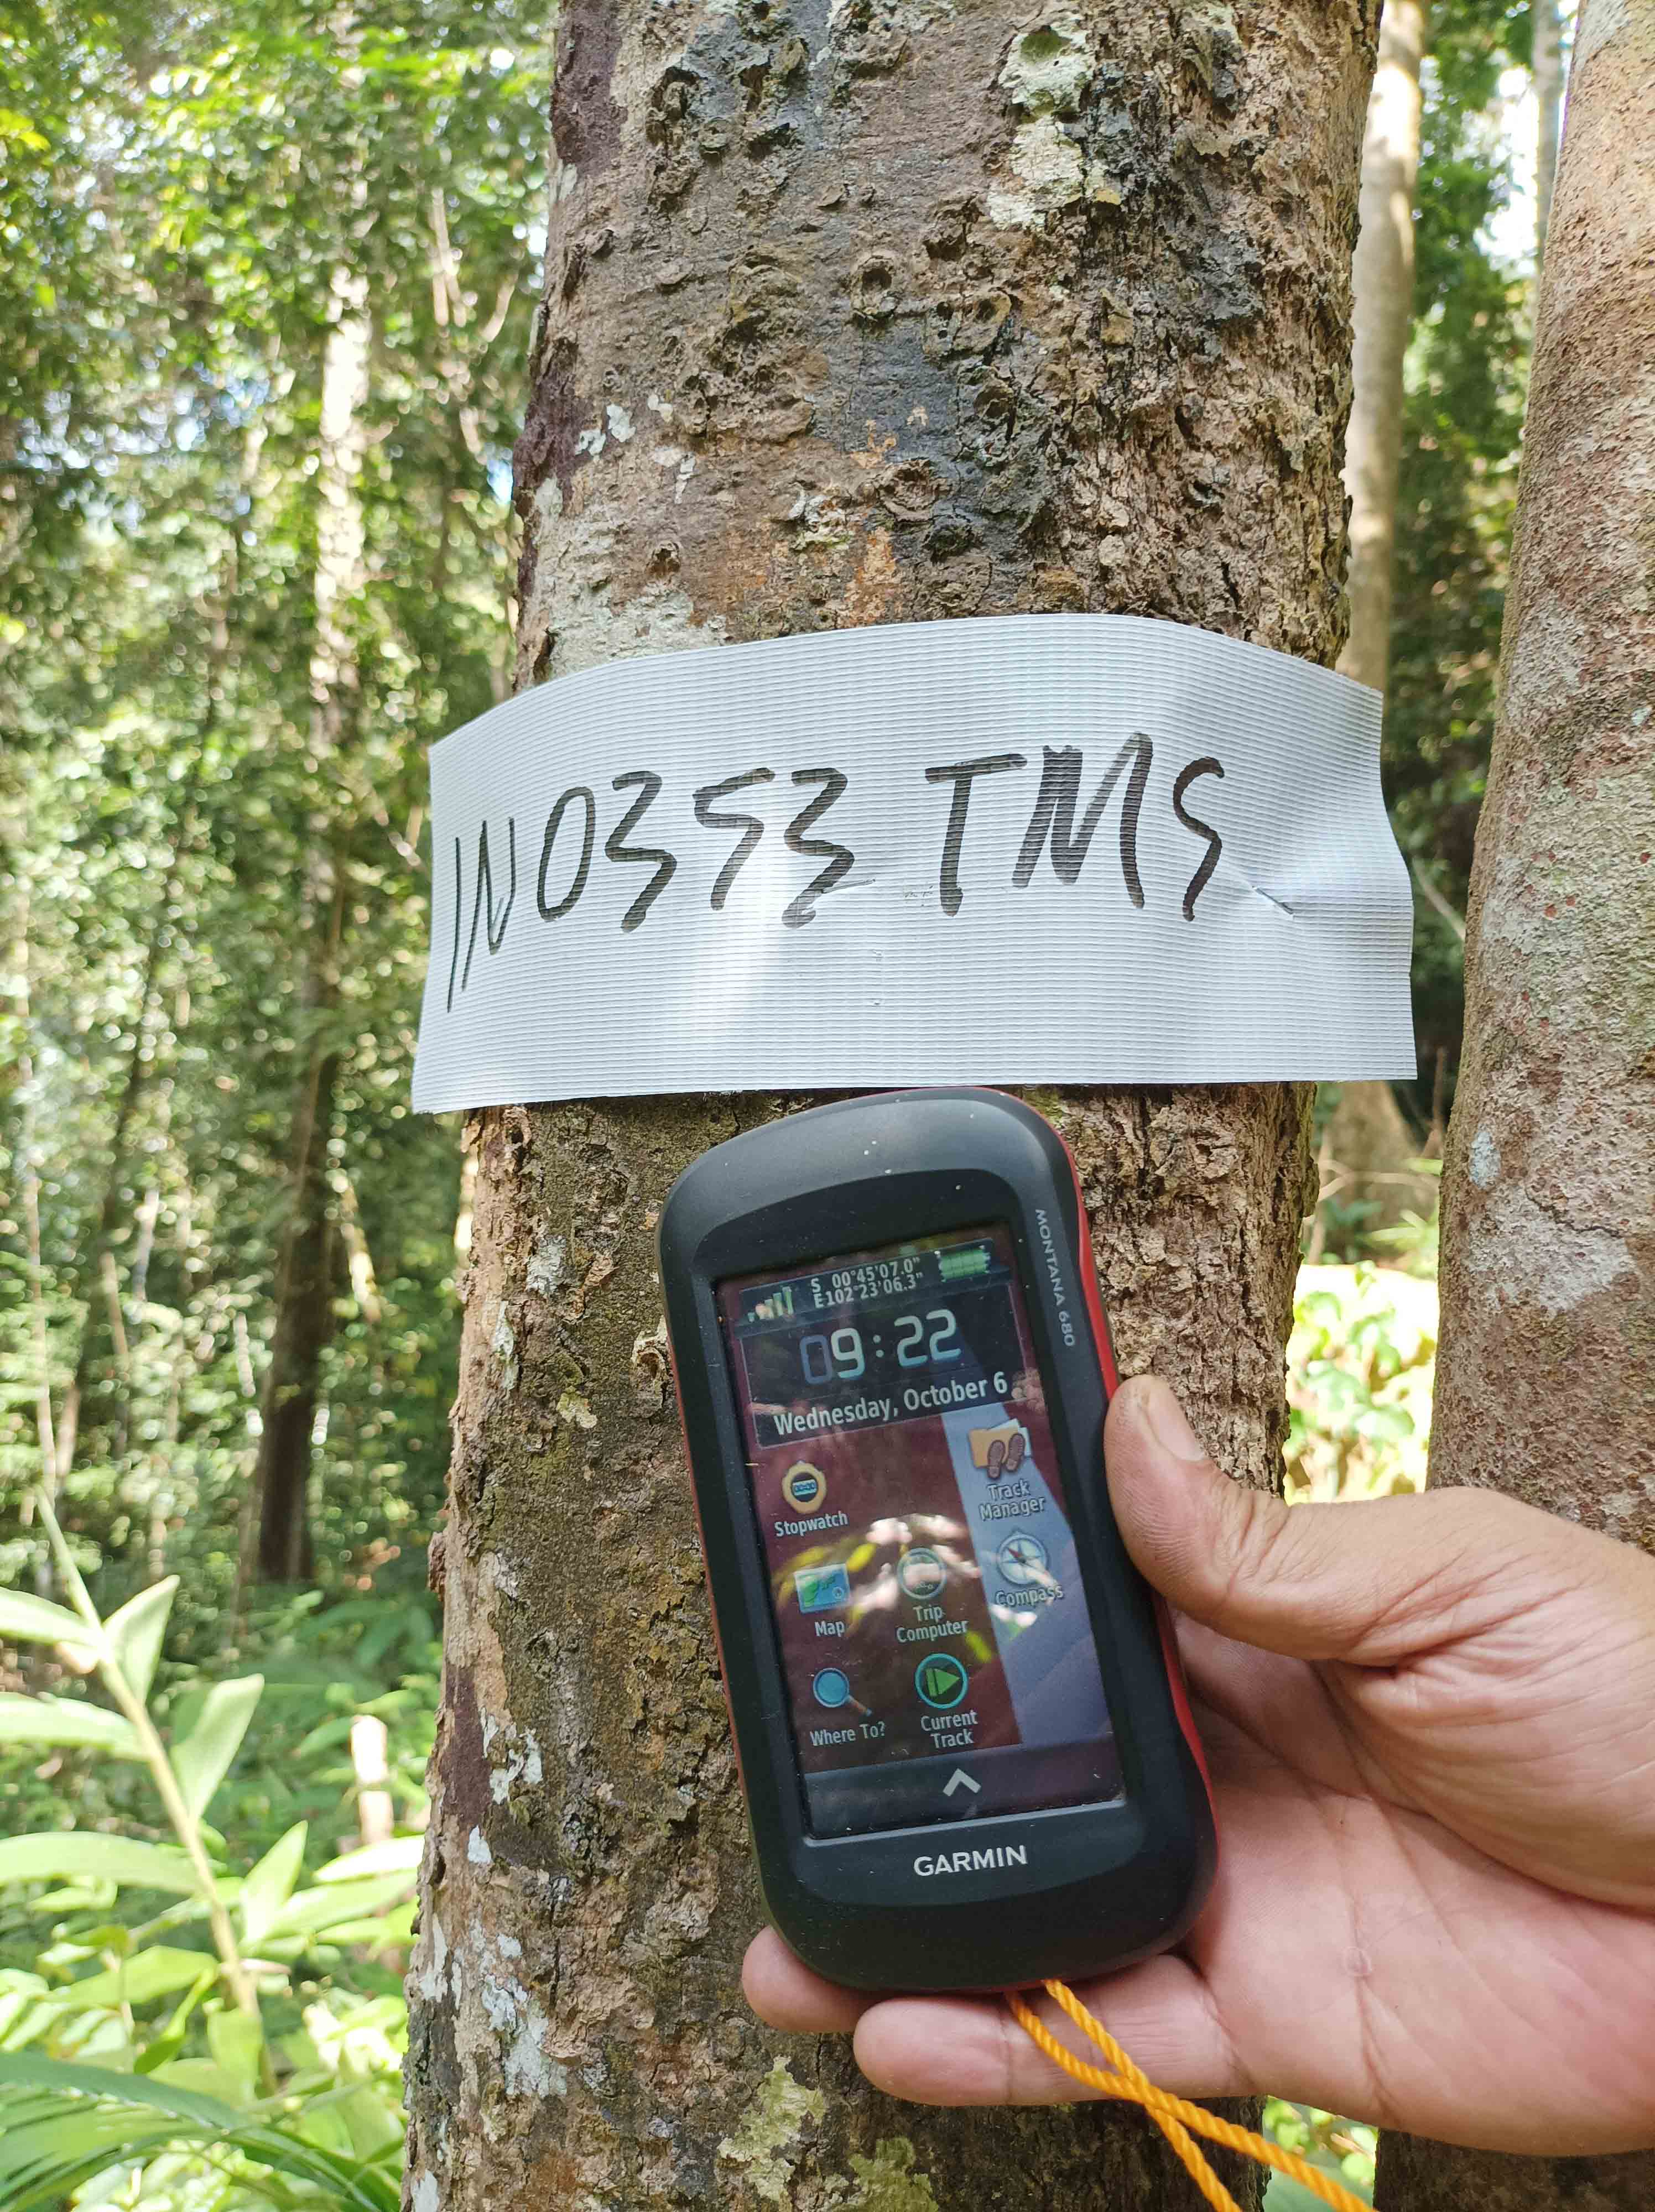 IN0353 TMS
MONTANA 680
S 00°45'07.0"
E102°23'06.3"
09:22
Wednesday, October 6
Stopwatch
Track
Manager
Map
Trip
Computer
Compass
Where To?
Current
Track
GARMIN